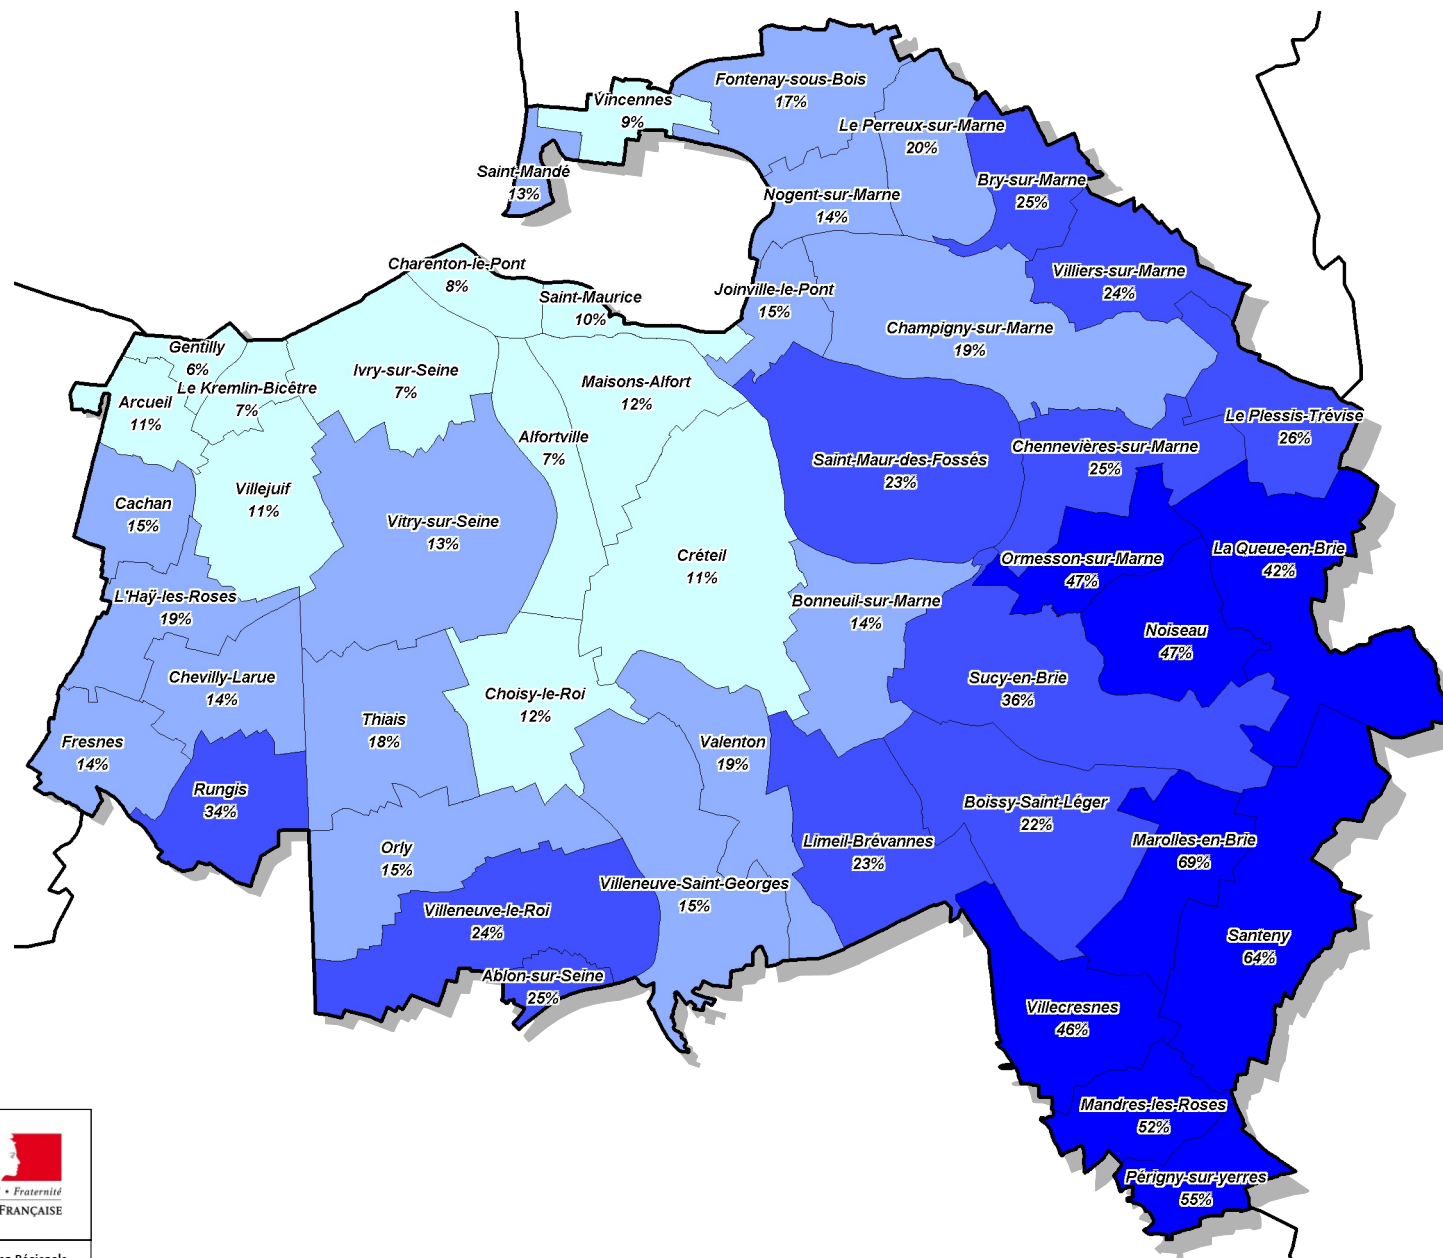 Fontenay-sous-Bois
17%
Vincennes
9%
Le Perreux-sur-Marne
20%
Saint-Mandé
13%
Bry-sur-Marne
25%
Nogent-sur-Marne
14%
Charenton-le-Pont
8%
Villiers-sur-Marne
24%
Joinville-le-Pont
15%
Saint-Maurice
10%
Champigny-sur-Marne
19%
Gentilly
6%
Ivry-sur-Seine
7%
Maisons-Alfort
12%
Le Kremlin-Bicêtre
7%
Arcueil
11%
Le Plessis-Trévise
26%
Alfortville
7%
Chennevières-sur-Marne
25%
Saint-Maur-des-Fossés
23%
Villejuif
11%
Cachan
15%
Vitry-sur-Seine
13%
La Queue-en-Brie
42%
Créteil
11%
Ormesson-sur-Marne
47%
L'Haÿ-les-Roses
19%
Bonneuil-sur-Marne
14%
Noiseau
47%
Chevilly-Larue
14%
Sucy-en-Brie
36%
Choisy-le-Roi
12%
Thiais
18%
Fresnes
14%
Valenton
19%
Rungis
34%
Boissy-Saint-Léger
22%
Limeil-Brévannes
23%
Marolles-en-Brie
69%
Orly
15%
Villeneuve-Saint-Georges
15%
Villeneuve-le-Roi
24%
Santeny
64%
Ablon-sur-Seine
25%
Villecresnes
46%
Mandres-les-Roses
52%
Périgny-sur-yerres
55%
• Fraternité
FRANÇAISE